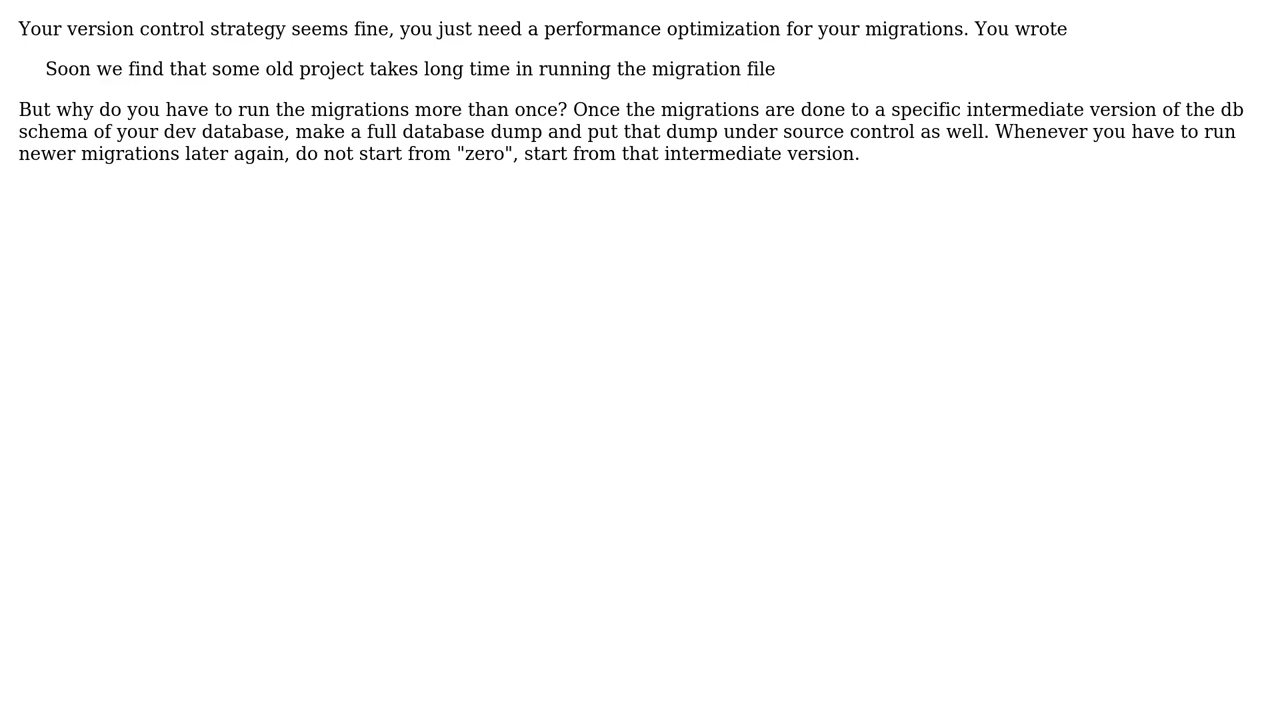 Your version control strategy seems fine, you just need a performance optimization for your migrations. You wrote
Soon we find that some old project takes long time in running the migration file
But why do you have to run the migrations more than once? Once the migrations are done to a specific intermediate version of the db
schema of your dev database, make a full database dump and put that dump under source control as well. Whenever you have to run
newer migrations later again, do not start from "zero", start from that intermediate version.